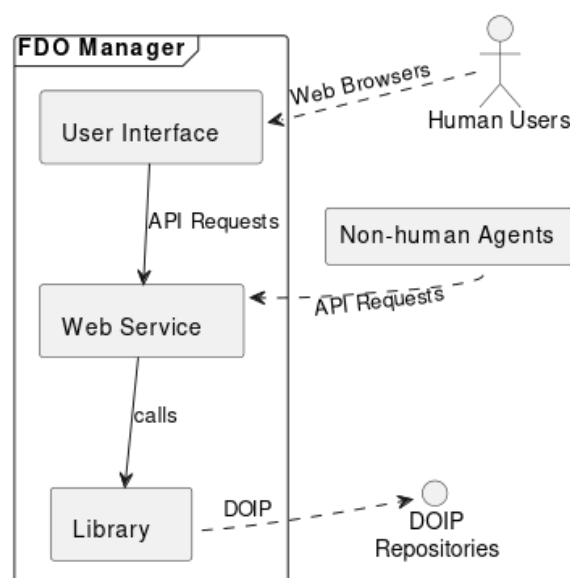 FDO Manager
Web Browsers
Human Users
User Interface
API Requests
Non-human Agents
API Requests
Web Service
calls
Library
DOIP
DOIP
Repositories